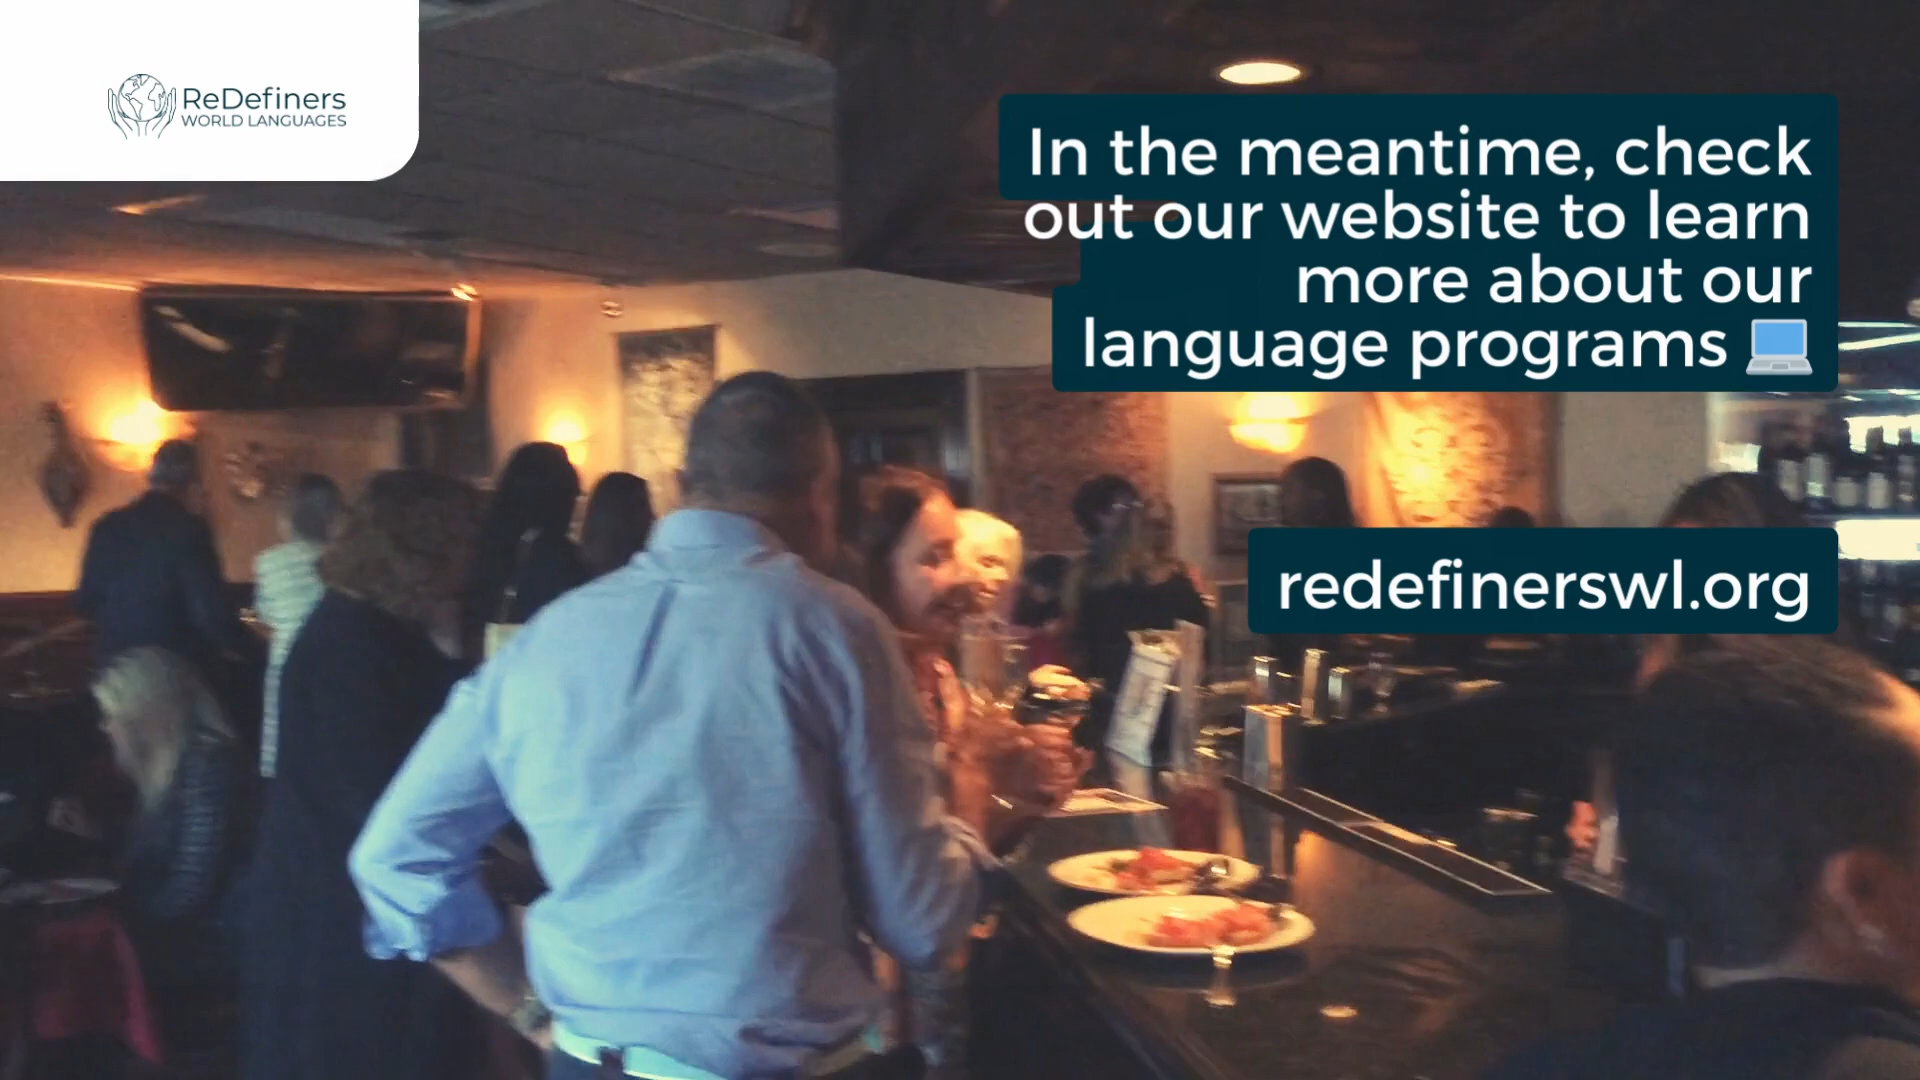 ReDefiners
WORLD LANGUAGES
In the meantime, check
out our website to learn
more about our
language programs 💻
redefinerswl.org